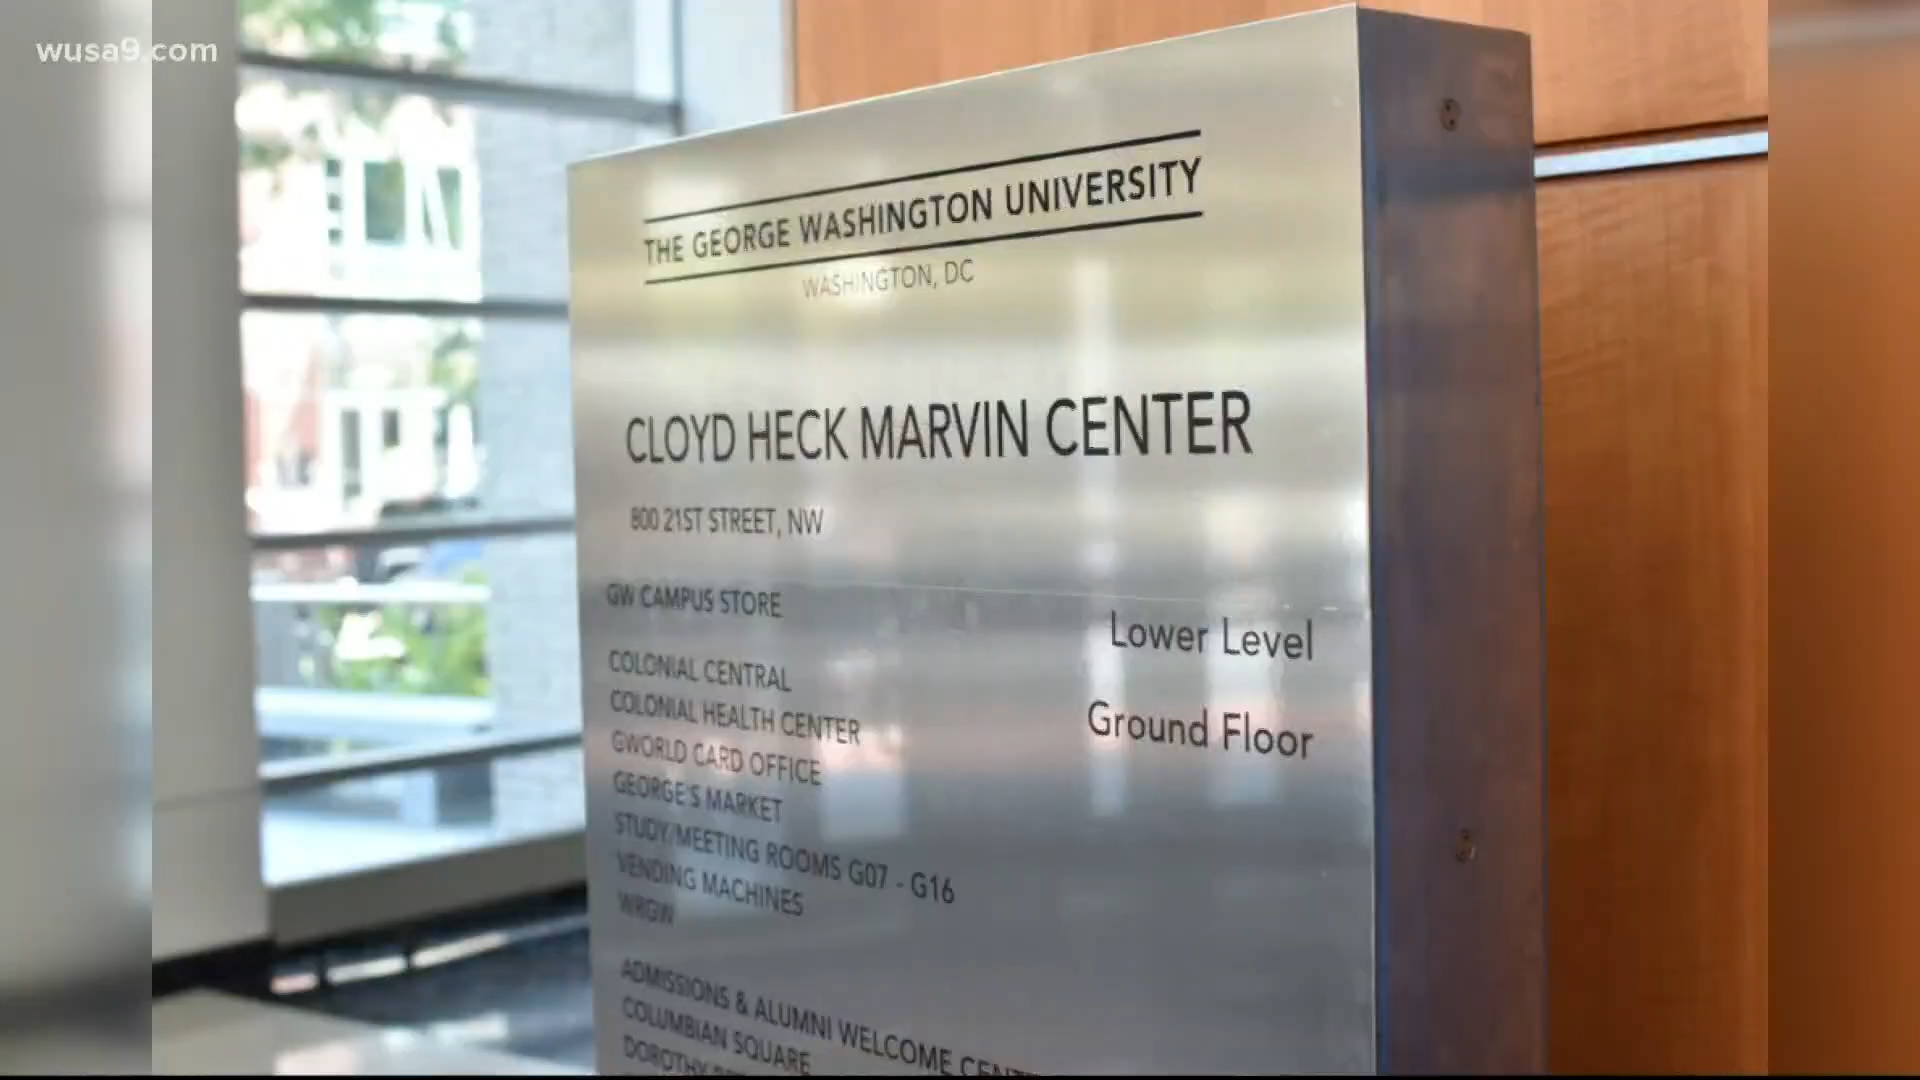 wusa9.com
THE GEORGE WASHINGTON UNIVERSITY
WASHINGTON, DC
CLOYD HECK MARVIN CENTER
800 21ST STREET, NW
GW CAMPUS STORE Lower Level
COLONIAL CENTRAL Ground Floor
COLONIAL HEALTH CENTER
GWORLD CARD OFFICE
GEORGE'S MARKET
STUDY/MEETING ROOMS G07 - G16
VENDING MACHINES
WRGW
ADMISSIONS & ALUMNI WELCOME
COLUMBIAN SQUARE
DOROTHY